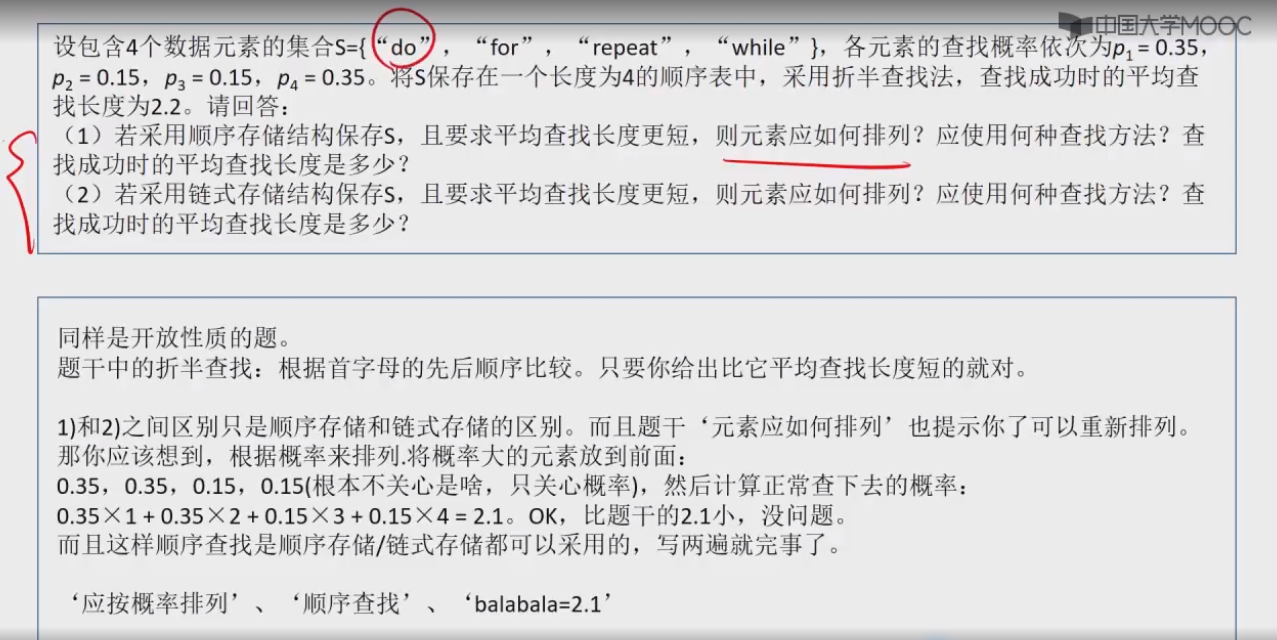 中国大学MOOC
设包含4个数据元素的集合S={“do”，“for”，“repeat”，“while”}，各元素的查找概率依次为p1 = 0.35，
p2 = 0.15，p3 = 0.15，p4 = 0.35。将S保存在一个长度为4的顺序表中，采用折半查找法，查找成功时的平均查
找长度为2.2。请回答：
（1）若采用顺序存储结构保存S，且要求平均查找长度更短，则元素应如何排列？应使用何种查找方法？查
找成功时的平均查找长度是多少？
（2）若采用链式存储结构保存S，且要求平均查找长度更短，则元素应如何排列？应使用何种查找方法？查
找成功时的平均查找长度是多少？
同样是开放性质的题。
题干中的折半查找：根据首字母的先后顺序比较。只要你给出比它平均查找长度短的就对。
1)和2)之间区别只是顺序存储和链式存储的区别。而且题干‘元素应如何排列’也提示你了可以重新排列。
那你应该想到，根据概率来排列.将概率大的元素放到前面：
0.35，0.35，0.15，0.15(根本不关心是啥，只关心概率)，然后计算正常查下去的概率：
0.35×1 + 0.35×2 + 0.15×3 + 0.15×4 = 2.1。OK，比题干的2.1小，没问题。
而且这样顺序查找是顺序存储/链式存储都可以采用的，写两遍就完事了。
‘应按概率排列’、‘顺序查找’、‘balabala=2.1’